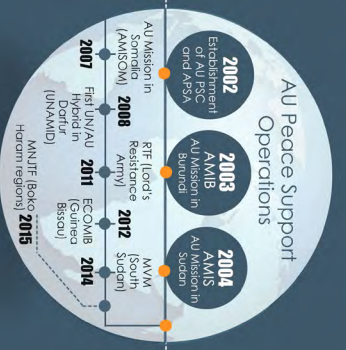 AU Peace Support
Operations
2002
Establishment
of AU PSC
and APSA
2003
AMIB
AU Mission in
Burundi
2004
AMIS
AU Mission in
Sudan
AU Mission in
Somalia
(AMISOM)
2007
2008
First UN/AU
Hybrid in
Darfur
(UNAMID)
RTF (Lord's
Resistance
Army)
2011
2012
ECOMIB
(Guinea
Bissau)
MVM
(South
Sudan)
2014
MNJTF (Boko
Haram regions) 2015